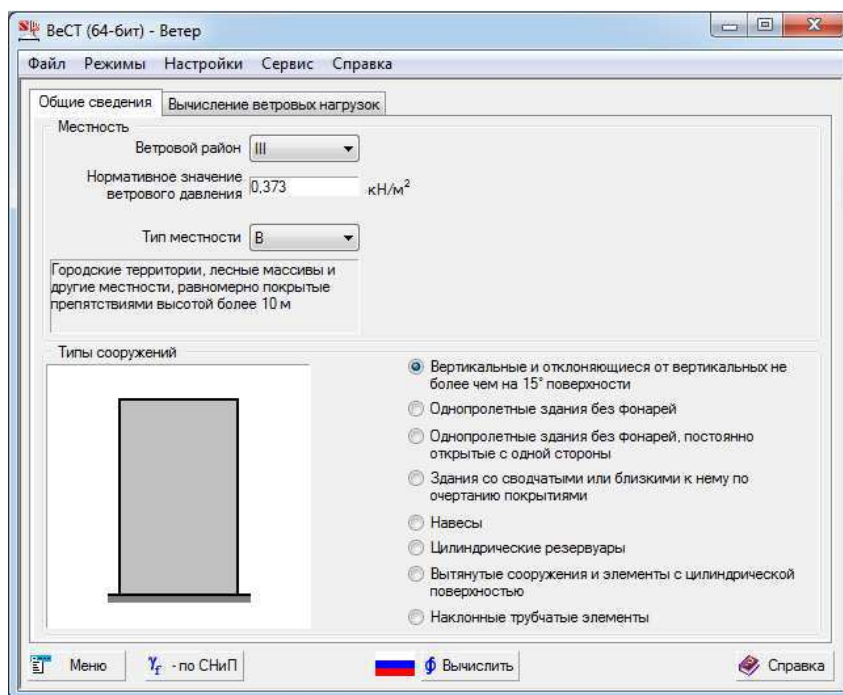 ВеСТ (64-бит) - Ветер
Файл Режимы Настройки Сервис Справка
Общие сведения Вычисление ветровых нагрузок
Местность
Ветровой район III
Нормативное значение
ветрового давления 0,373 кН/м²
Тип местности В
Городские территории, лесные массивы и
другие местности, равномерно покрытые
препятствиями высотой более 10 м
Типы сооружений
Вертикальные и отклоняющиеся от вертикальных не
более чем на 15° поверхности
Однопролетные здания без фонарей
Однопролетные здания без фонарей, постоянно
открытые с одной стороны
Здания со сводчатыми или близкими к нему по
очертанию покрытиями
Навесы
Цилиндрические резервуары
Вытянутые сооружения и элементы с цилиндрической
поверхностью
Наклонные трубчатые элементы
Меню γf - по СНиП Вычислить Справка